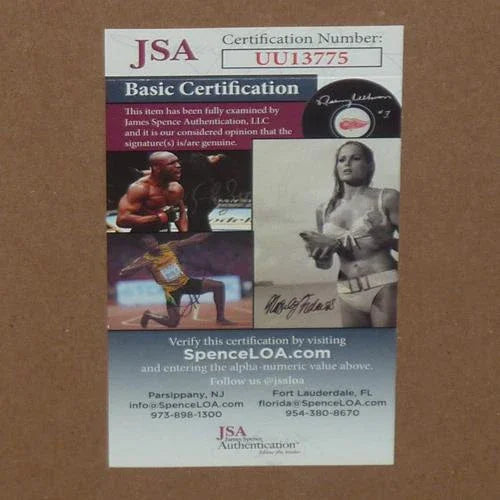 JSA
Certification Number:
UU13775
Basic Certification
This item has been fully examined by
James Spence Authentication, LLC
and it is our considered opinion that the
signature(s) is/are genuine.
Verify this certification by visiting
SpenceLOA.com
and entering the alpha-numeric value above.
Follow us @jsaloa
Parsippany, NJ
info@SpenceLOA.com
973-898-1300
Fort Lauderdale, FL
florida@SpenceLOA.com
954-380-8670
JSA
James Spence
Authentication